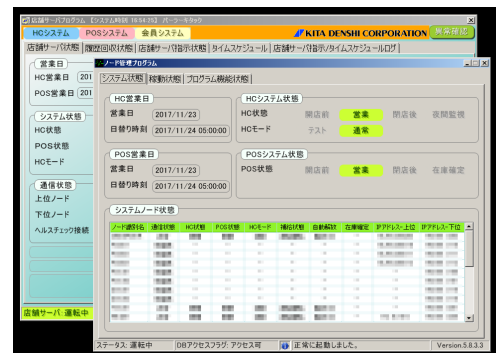 店舗サーバプログラム 【システム時刻 16:54:35】 パーラーキタック
HCシステム POSシステム 会員システム
KITA DENSHI CORPORATION 異常確認
店舗サーバ状態 履歴回収状態 店舗サーバ指示状態 タイムスケジュール 店舗サーバ指示/タイムスケジュールログ
営業日
HC営業日 201
POS営業日 201
システム状態
HC状態
POS状態
HCモード
通信状態
上位ノード
下位ノード
ヘルスチェック接続
店舗サーバ: 運転中
ノード管理プログラム
システム状態 稼動状態 プログラム機能状態
HC営業日
営業日 2017/11/23
日替り時刻 2017/11/24 05:00:00
HCシステム状態
HC状態 開店前 営業 閉店後 夜間監視
HCモード テスト 通常
POS営業日
営業日 2017/11/23
日替り時刻 2017/11/24 05:00:00
POSシステム状態
POS状態 開店前 営業 閉店後 在庫確定
システムノード状態
ノード識別名 通信状態 HC状態 POS状態 HCモード 補給状態 自動解放 在庫確定 IPアドレス-上位 IPアドレス-下位
ステータス: 運転中 DBアクセスフラグ: アクセス可 正常に起動しました。 Version.5.8.3.3